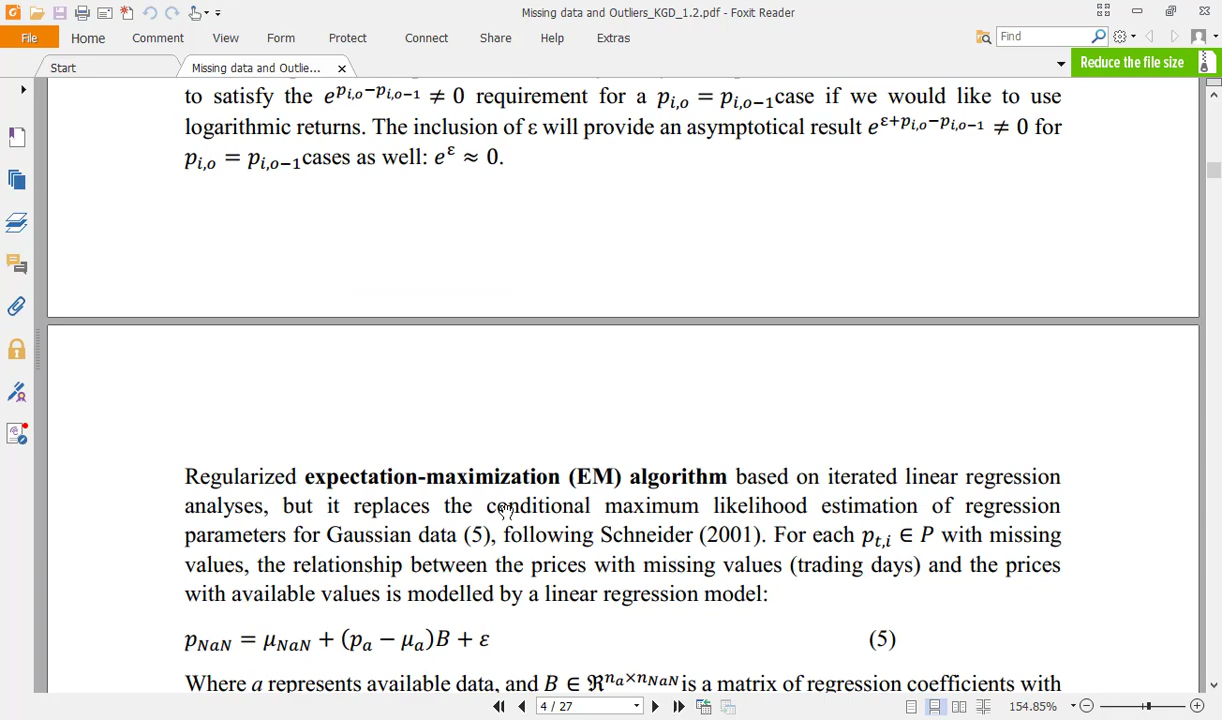 Missing data and Outliers_KGD_1.2.pdf - Foxit Reader
File Home Comment View Form Protect Connect Share Help Extras Find
Start Missing data and Outlie...
Reduce the file size
to satisfy the e^{p_{i,o}−p_{i,o−1}} ≠ 0 requirement for a p_{i,o} = p_{i,o−1}case if we would like to use
logarithmic returns. The inclusion of ε will provide an asymptotical result e^{ε+p_{i,o}−p_{i,o−1}} ≠ 0 for
p_{i,o} = p_{i,o−1}cases as well: e^ε ≈ 0.
Regularized expectation-maximization (EM) algorithm based on iterated linear regression
analyses, but it replaces the conditional maximum likelihood estimation of regression
parameters for Gaussian data (5), following Schneider (2001). For each p_{t,i} ∈ P with missing
values, the relationship between the prices with missing values (trading days) and the prices
with available values is modelled by a linear regression model:
p_{NaN} = μ_{NaN} + (p_a − μ_a)B + ε (5)
Where a represents available data, and B ∈ ℜ^{n_a×n_{NaN}}is a matrix of regression coefficients with
4 / 27 154.85%